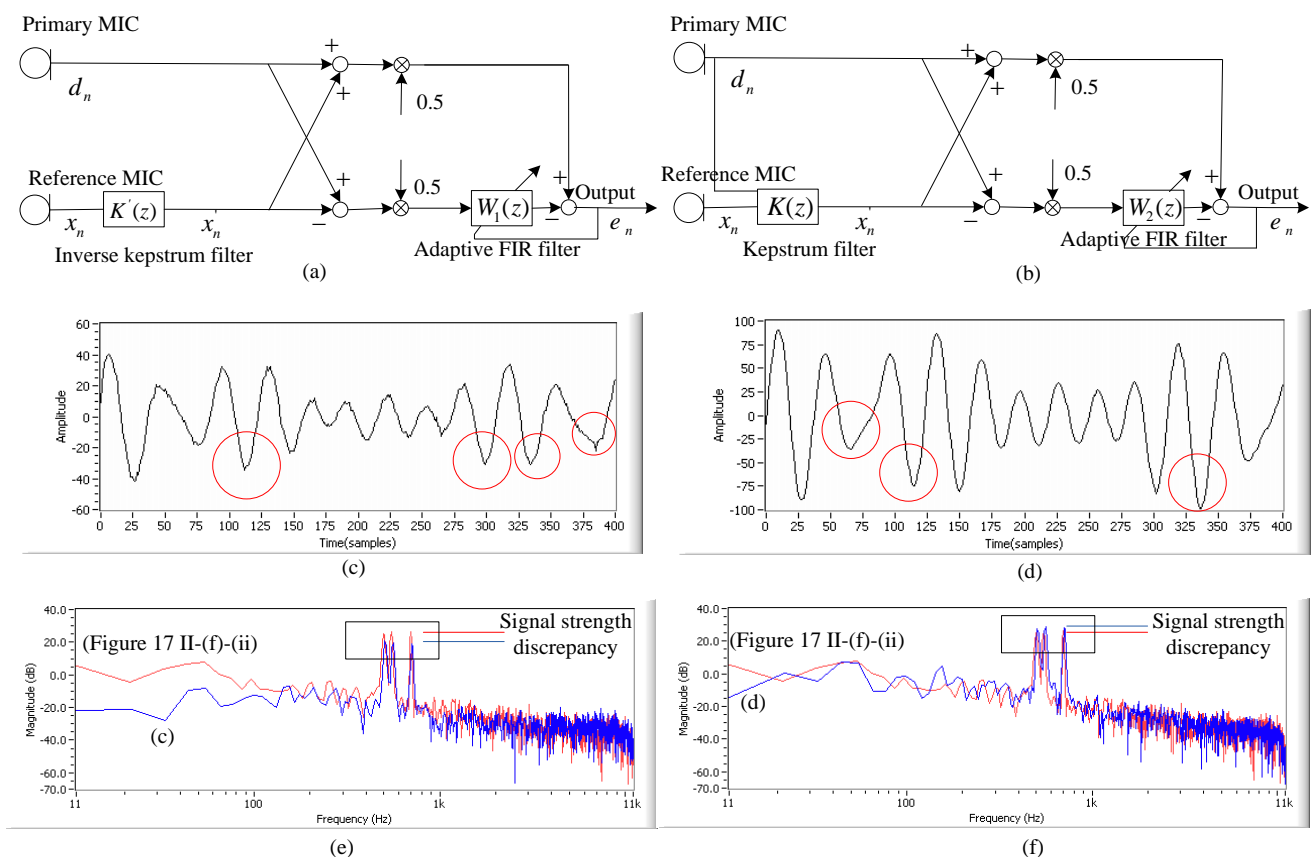 Primary MIC
d_n
+
+
0.5
Reference MIC
x_n
K'(z)
x_n
Inverse kepstrum filter
+
−
0.5
W_1(z)
+
−
Output
e_n
Adaptive FIR filter
(a)
Primary MIC
d_n
+
+
0.5
Reference MIC
x_n
K(z)
x_n
Kepstrum filter
+
−
0.5
W_2(z)
+
−
Output
e_n
Adaptive FIR filter
(b)
Amplitude
60
40
20
0
-20
-40
-60
0 25 50 75 100 125 150 175 200 225 250 275 300 325 350 375 400
Time(samples)
(c)
Amplitude
100
75
50
25
0
-25
-50
-75
-100
0 25 50 75 100 125 150 175 200 225 250 275 300 325 350 375 400
Time(samples)
(d)
Magnitude (dB)
40.0
20.0
0.0
-20.0
-40.0
-60.0
-70.0
(Figure 17 II-(f)-(ii)
Signal strength
discrepancy
(c)
11 100 1k 11k
Frequency (Hz)
(e)
Magnitude (dB)
40.0
20.0
0.0
-20.0
-40.0
-60.0
-70.0
(Figure 17 II-(f)-(ii)
Signal strength
discrepancy
(d)
11 100 1k 11k
Frequency (Hz)
(f)